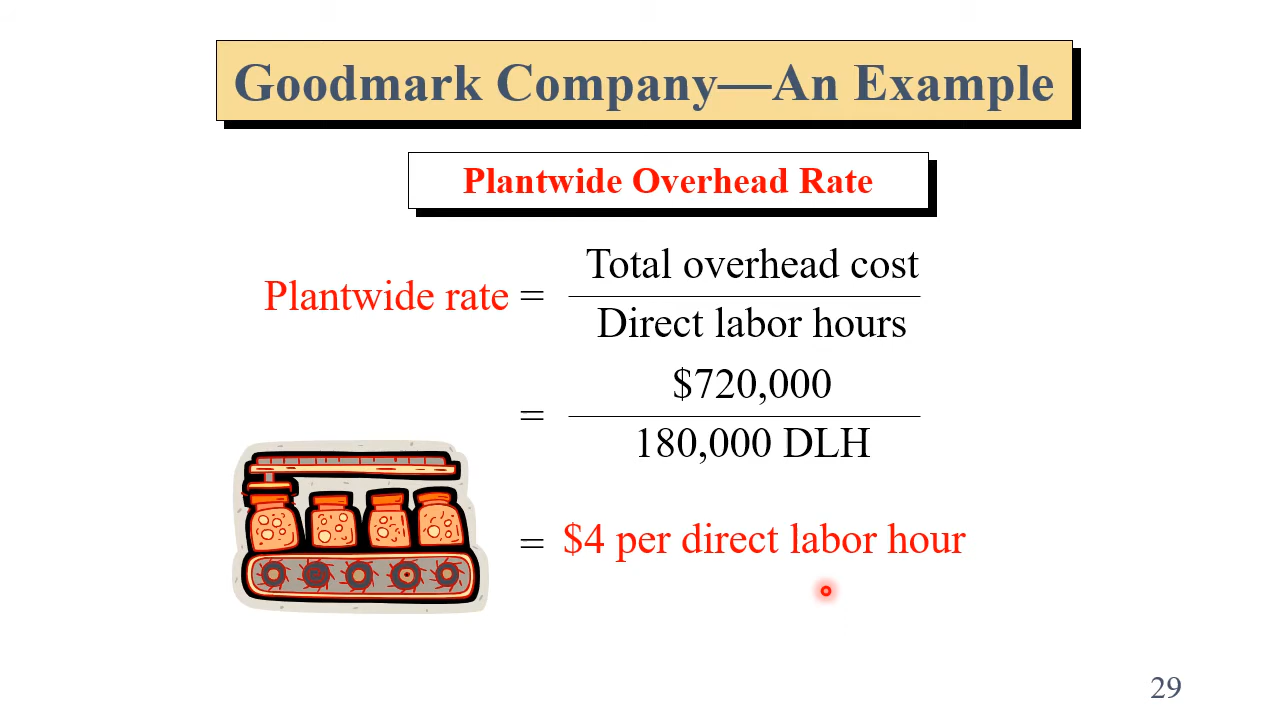 Goodmark Company—An Example
Plantwide Overhead Rate
Plantwide rate = Total overhead cost
Direct labor hours
= $720,000
180,000 DLH
= $4 per direct labor hour
29